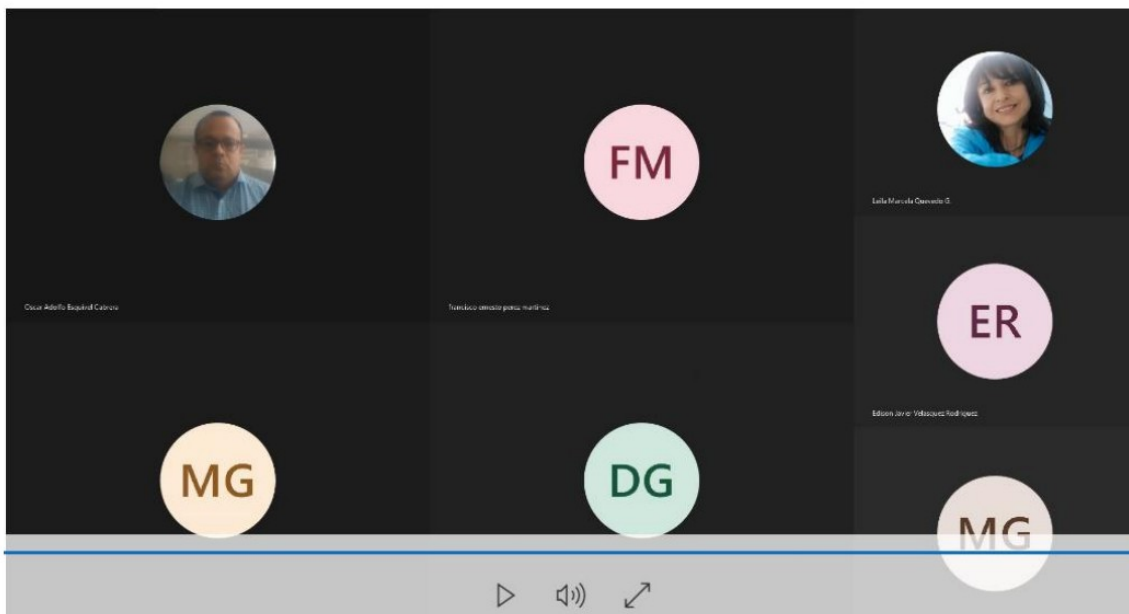 FM
Oscar Adolfo Esquivel Cabrera
francisco ernesto perez martinez
Leila Marcela Quevedo G.
ER
Edison Javier Velasquez Rodriguez
MG
DG
MG